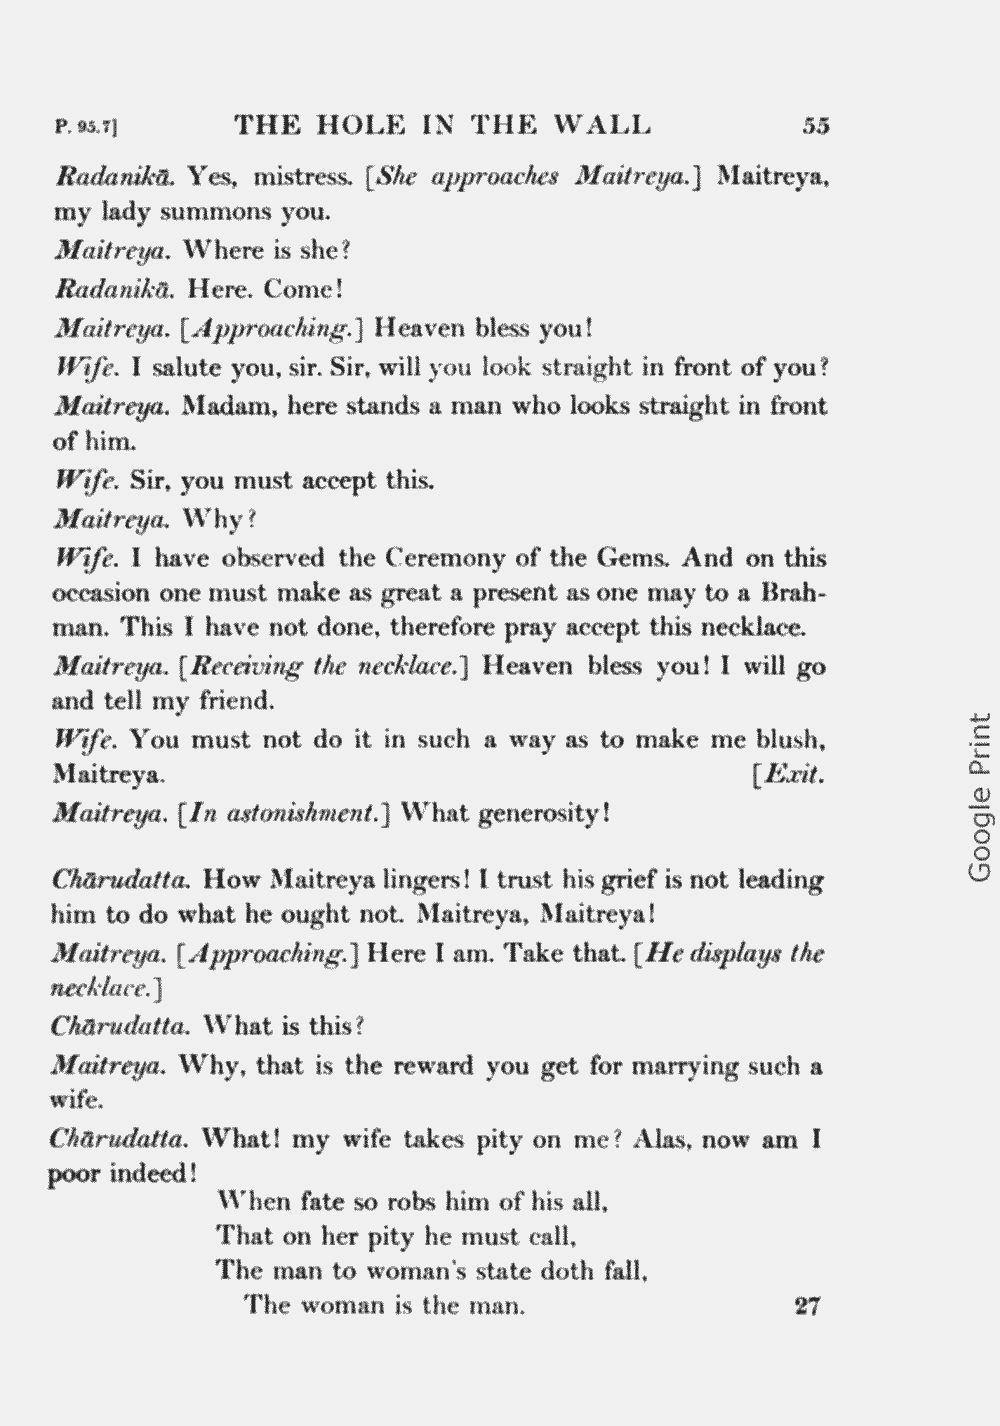 P. 95.7] THE HOLE IN THE WALL 55
Radanikā. Yes, mistress. [She approaches Maitreya.] Maitreya,
my lady summons you.
Maitreya. Where is she?
Radanikā. Here. Come!
Maitreya. [Approaching.] Heaven bless you!
Wife. I salute you, sir. Sir, will you look straight in front of you?
Maitreya. Madam, here stands a man who looks straight in front
of him.
Wife. Sir, you must accept this.
Maitreya. Why?
Wife. I have observed the Ceremony of the Gems. And on this
occasion one must make as great a present as one may to a Brah-
man. This I have not done, therefore pray accept this necklace.
Maitreya. [Receiving the necklace.] Heaven bless you! I will go
and tell my friend.
Wife. You must not do it in such a way as to make me blush,
Maitreya. [Exit.
Maitreya. [In astonishment.] What generosity!
Chārudatta. How Maitreya lingers! I trust his grief is not leading
him to do what he ought not. Maitreya, Maitreya!
Maitreya. [Approaching.] Here I am. Take that. [He displays the
necklace.]
Chārudatta. What is this?
Maitreya. Why, that is the reward you get for marrying such a
wife.
Chārudatta. What! my wife takes pity on me? Alas, now am I
poor indeed!
When fate so robs him of his all,
That on her pity he must call,
The man to woman's state doth fall,
The woman is the man. 27
Google Print